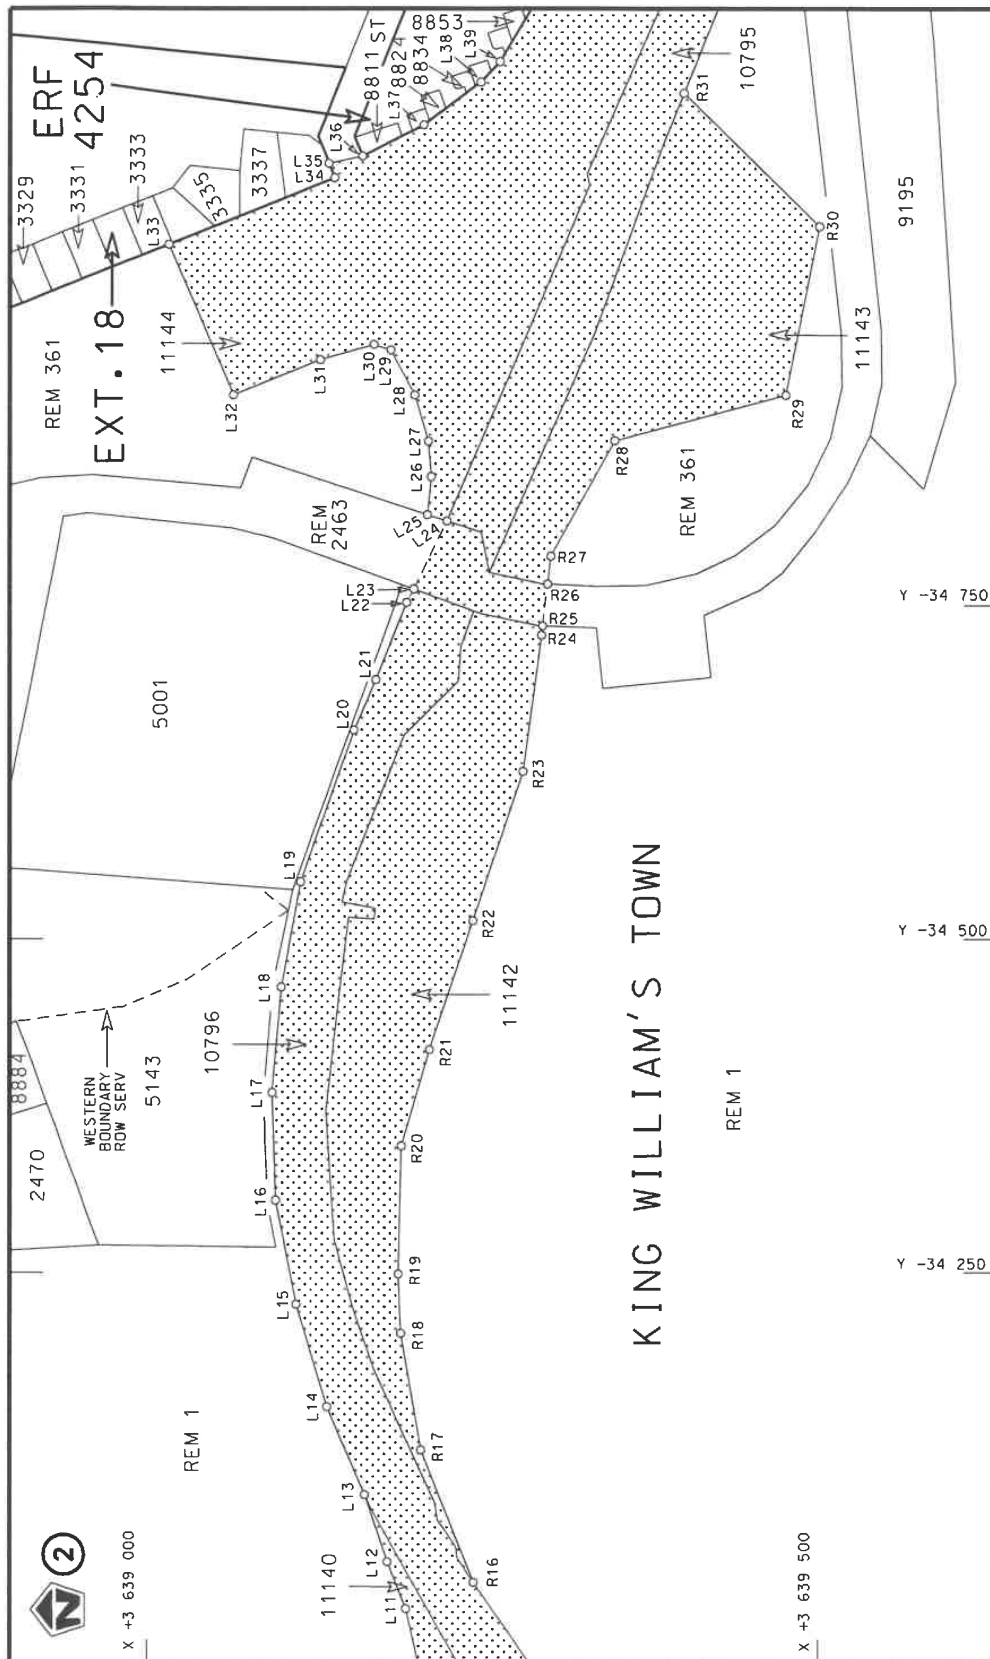 ERF
4254
8811 ST
8824
8834
8853
L39
L38
L37
L36
L35
L34
L33
3329
3331
3333
3335
3337
EXT.18
REM 361
11144
L32
L31
L30
L29
L28
L27
L26
L25
L24
L23
L22
L21
L20
L19
L18
L17
L16
L15
L14
L13
L12
L11
10795
R31
R30
9195
11143
R29
R28
REM 361
R27
R26
R25
R24
R23
R22
R21
R20
R19
R18
R17
R16
REM
2463
5001
Y -34 750
Y -34 500
Y -34 250
10796
11142
WESTERN
BOUNDARY
ROW SERV
5143
8884
2470
KING WILLIAM'S TOWN
REM 1
REM 1
11140
N
2
X +3 639 000
X +3 639 500